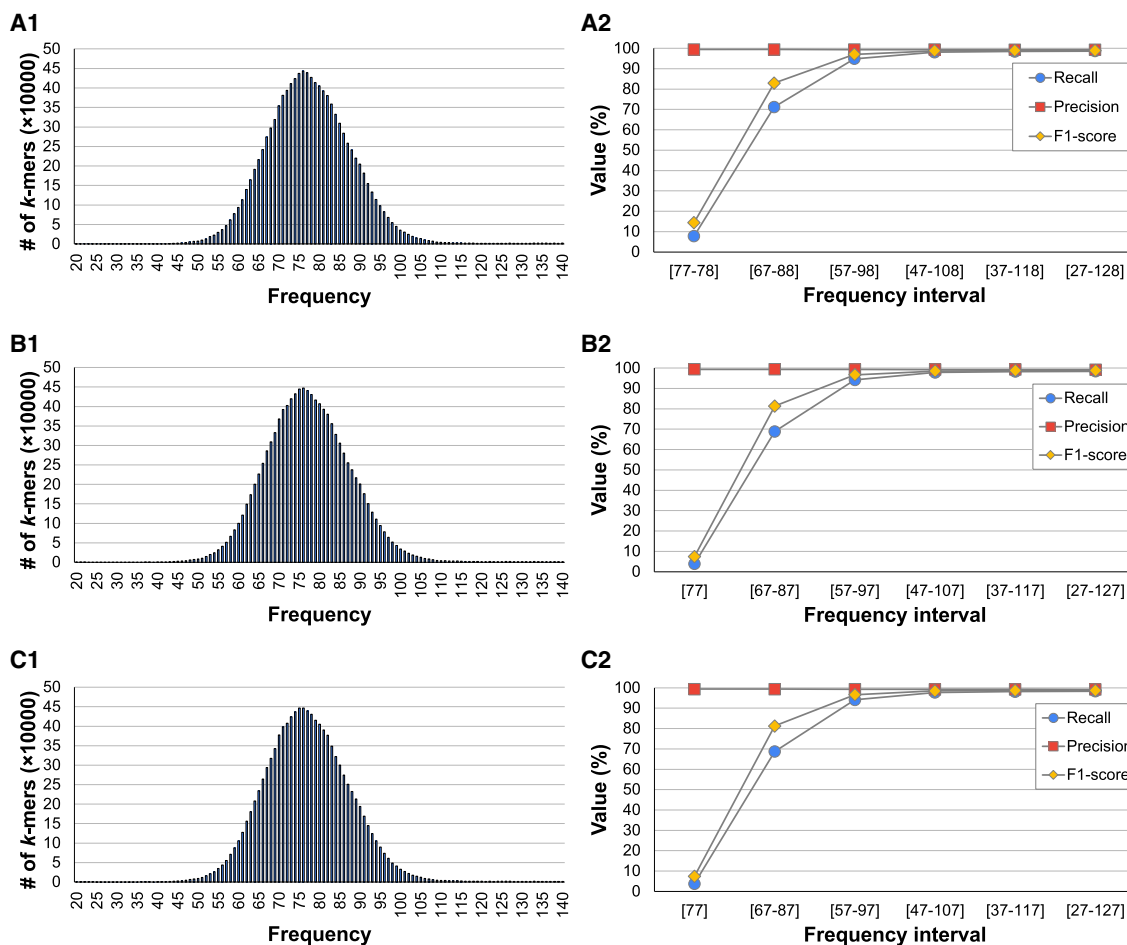 A1
50
45
40
35
30
25
20
15
10
5
0
# of k-mers (×10000)
20 25 30 35 40 45 50 55 60 65 70 75 80 85 90 95 100 105 110 115 120 125 130 135 140
Frequency
A2
100
90
80
70
60
50
40
30
20
10
0
Value (%)
Recall
Precision
F1-score
[77-78] [67-88] [57-98] [47-108] [37-118] [27-128]
Frequency interval
B1
50
45
40
35
30
25
20
15
10
5
0
# of k-mers (×10000)
20 25 30 35 40 45 50 55 60 65 70 75 80 85 90 95 100 105 110 115 120 125 130 135 140
Frequency
B2
100
90
80
70
60
50
40
30
20
10
0
Value (%)
Recall
Precision
F1-score
[77] [67-87] [57-97] [47-107] [37-117] [27-127]
Frequency interval
C1
50
45
40
35
30
25
20
15
10
5
0
# of k-mers (×10000)
20 25 30 35 40 45 50 55 60 65 70 75 80 85 90 95 100 105 110 115 120 125 130 135 140
Frequency
C2
100
90
80
70
60
50
40
30
20
10
0
Value (%)
Recall
Precision
F1-score
[77] [67-87] [57-97] [47-107] [37-117] [27-127]
Frequency interval